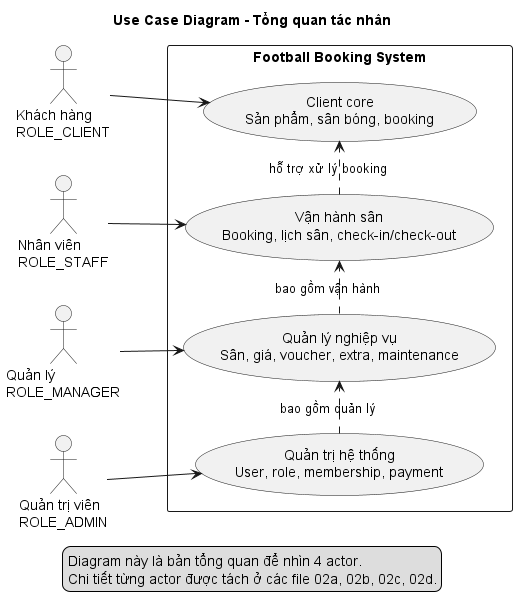 Use Case Diagram - Tổng quan tác nhân
Football Booking System
Khách hàng
ROLE_CLIENT
Client core
Sản phẩm, sân bóng, booking
hỗ trợ xử lý booking
Nhân viên
ROLE_STAFF
Vận hành sân
Booking, lịch sân, check-in/check-out
bao gồm vận hành
Quản lý
ROLE_MANAGER
Quản lý nghiệp vụ
Sân, giá, voucher, extra, maintenance
bao gồm quản lý
Quản trị viên
ROLE_ADMIN
Quản trị hệ thống
User, role, membership, payment
Diagram này là bản tổng quan để nhìn 4 actor.
Chi tiết từng actor được tách ở các file 02a, 02b, 02c, 02d.